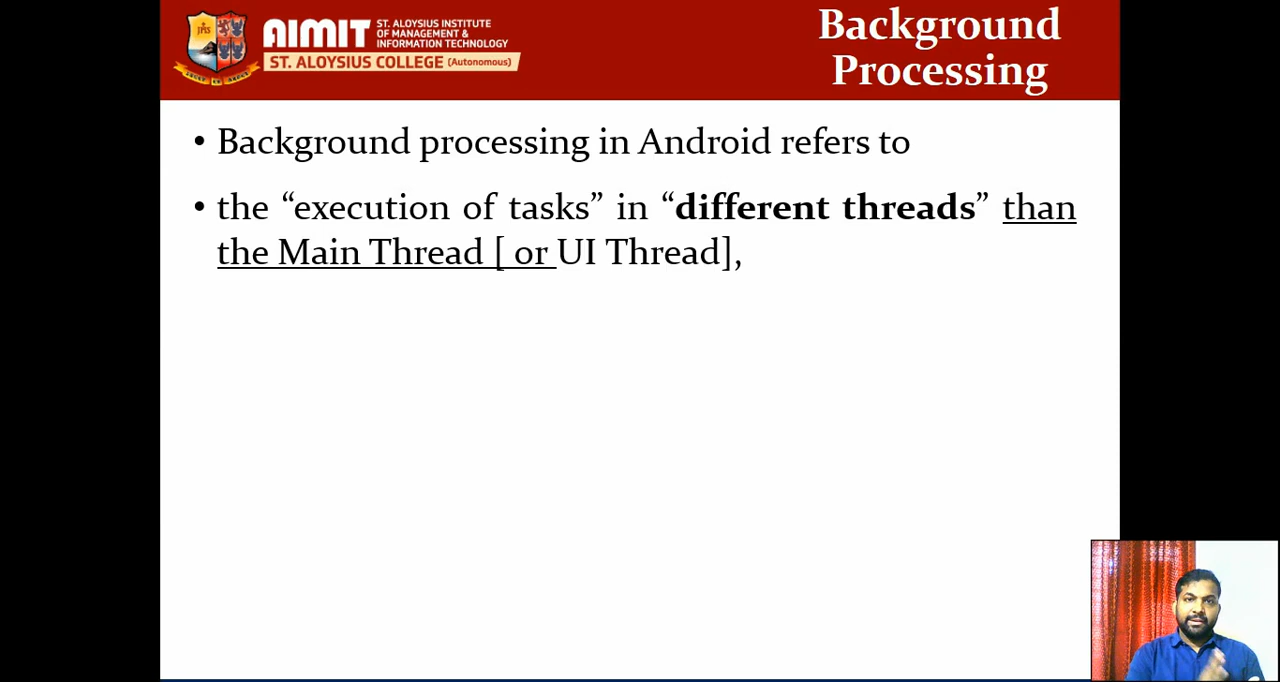 AIMIT
ST. ALOYSIUS INSTITUTE
OF MANAGEMENT &
INFORMATION TECHNOLOGY
ST. ALOYSIUS COLLEGE (Autonomous)
Background
Processing
• Background processing in Android refers to
• the “execution of tasks” in “different threads” than
the Main Thread [ or UI Thread],